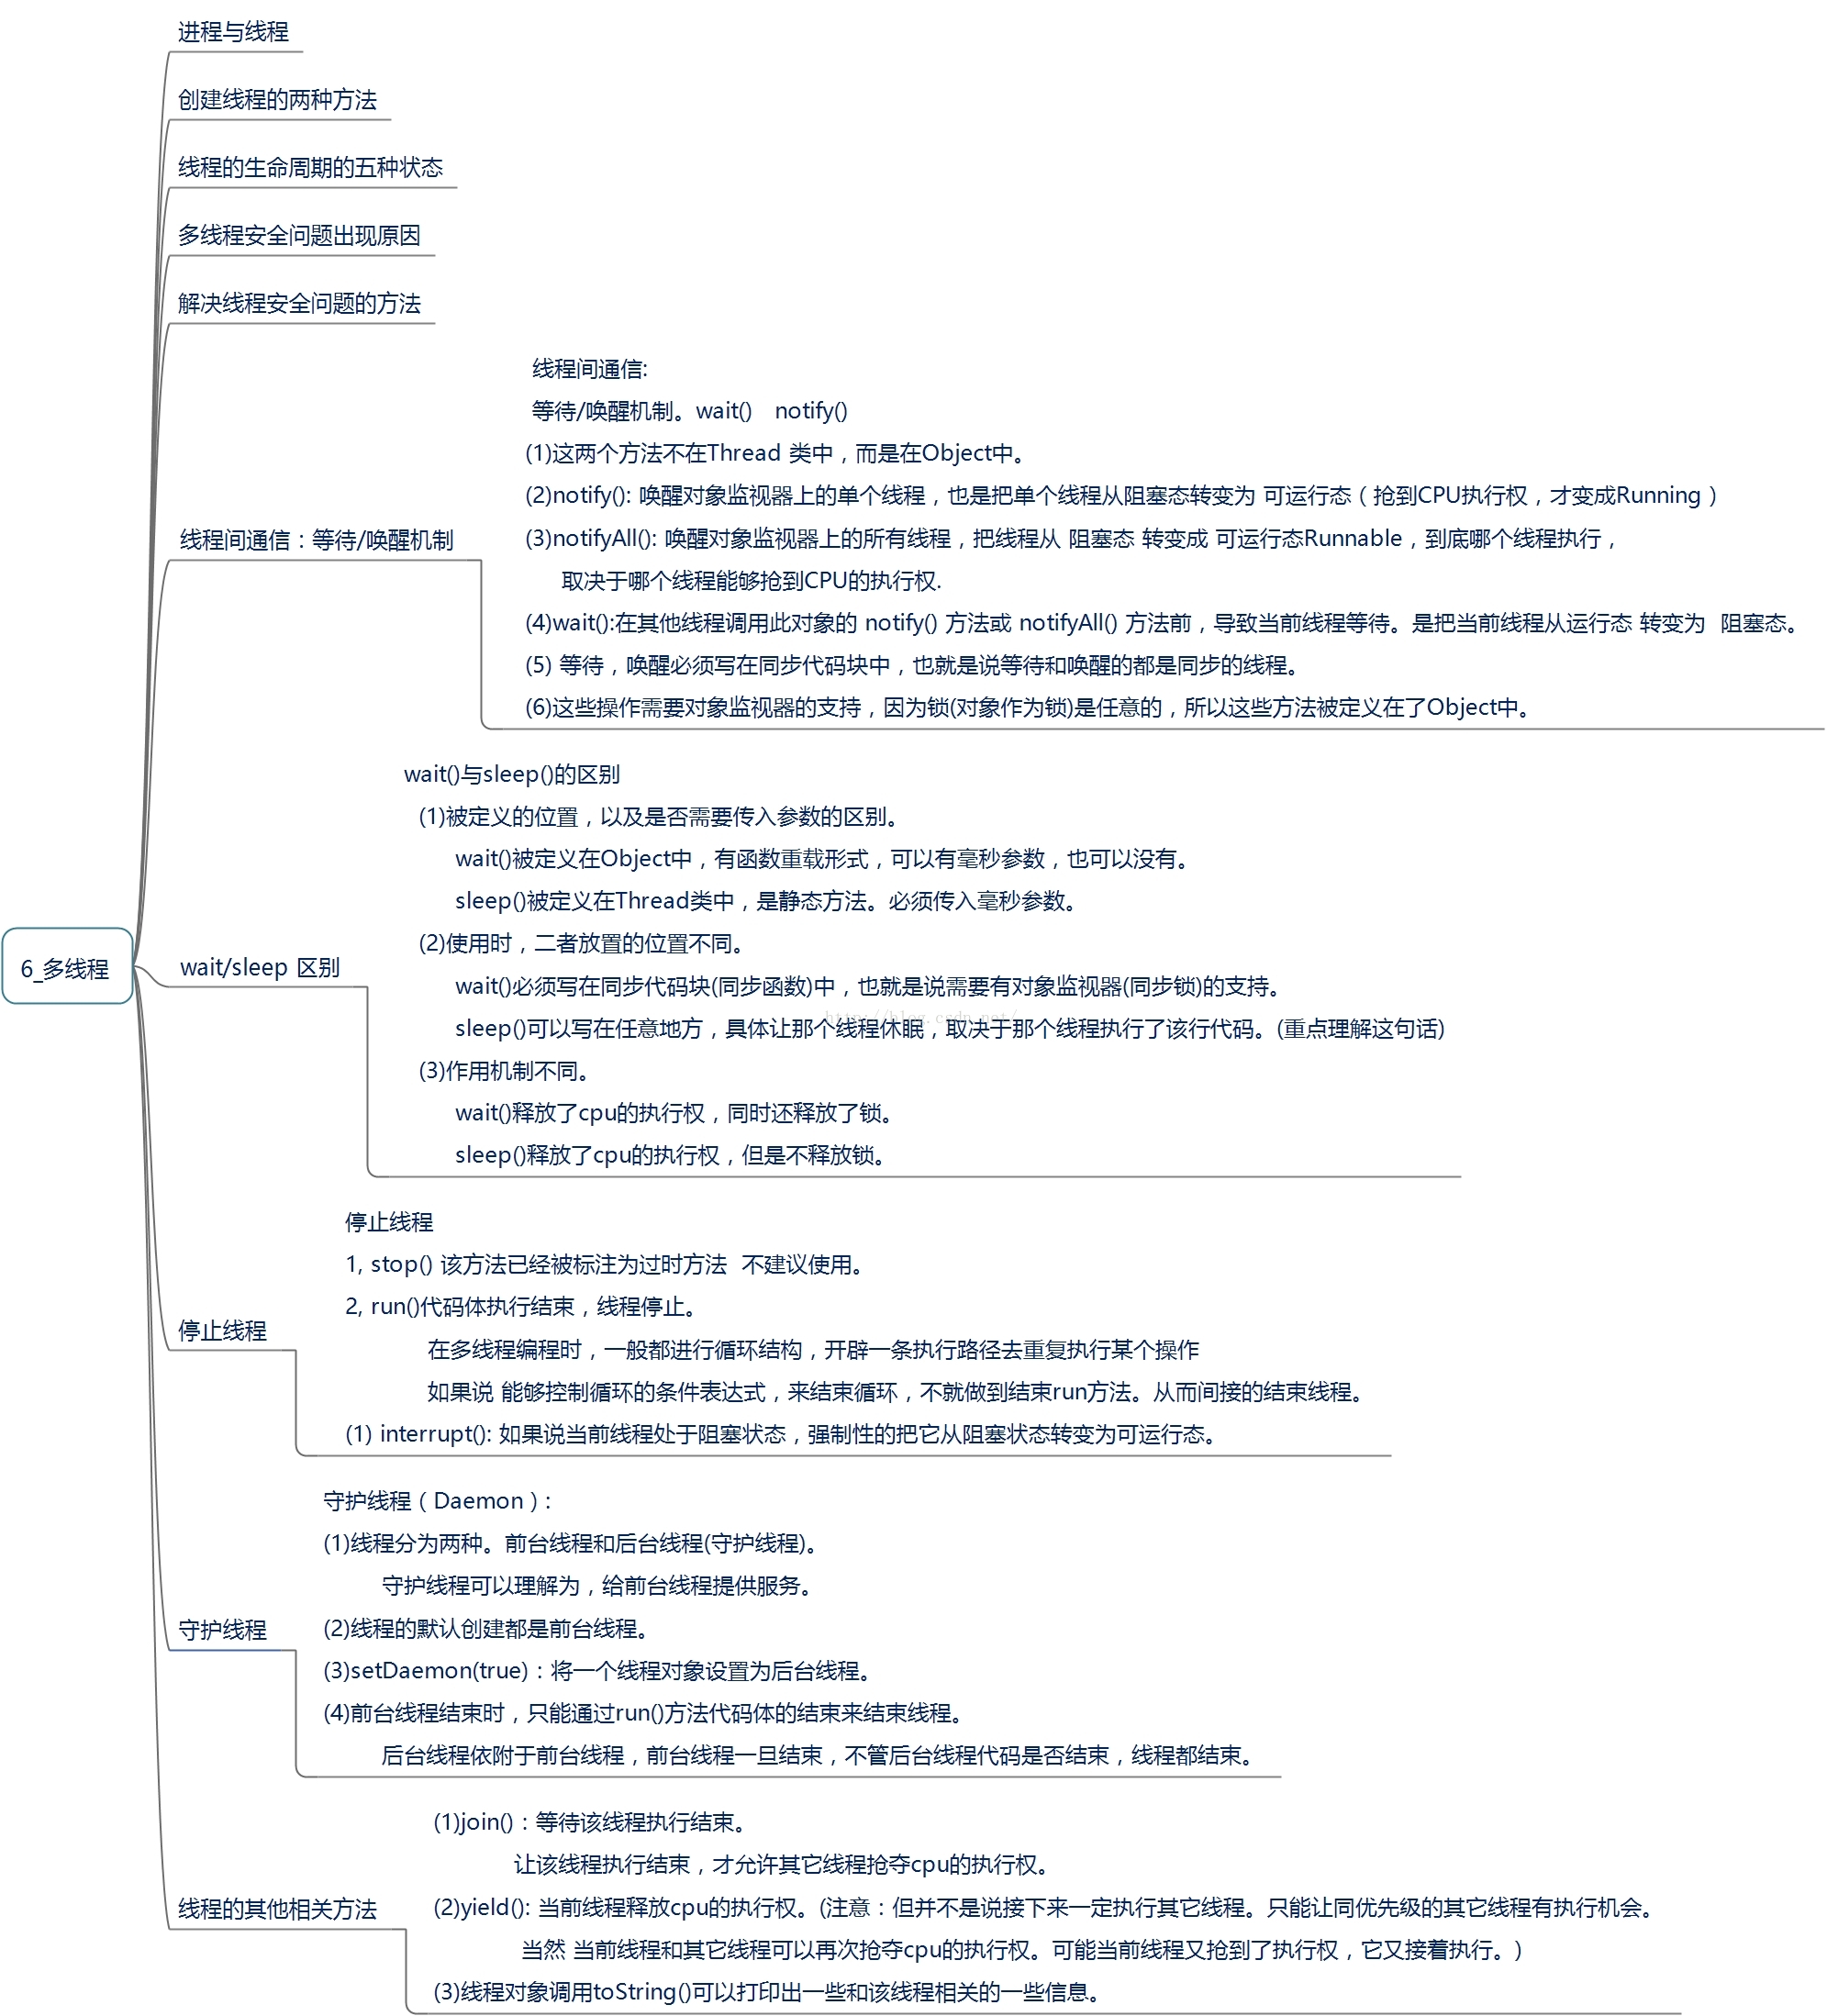 进程与线程
创建线程的两种方法
线程的生命周期的五种状态
多线程安全问题出现原因
解决线程安全问题的方法
线程间通信：等待/唤醒机制
线程间通信:
等待/唤醒机制。wait()   notify()
(1)这两个方法不在Thread 类中，而是在Object中。
(2)notify(): 唤醒对象监视器上的单个线程，也是把单个线程从阻塞态转变为 可运行态（抢到CPU执行权，才变成Running）
(3)notifyAll(): 唤醒对象监视器上的所有线程，把线程从 阻塞态 转变成 可运行态Runnable，到底哪个线程执行，
取决于哪个线程能够抢到CPU的执行权.
(4)wait():在其他线程调用此对象的 notify() 方法或 notifyAll() 方法前，导致当前线程等待。是把当前线程从运行态 转变为  阻塞态。
(5) 等待，唤醒必须写在同步代码块中，也就是说等待和唤醒的都是同步的线程。
(6)这些操作需要对象监视器的支持，因为锁(对象作为锁)是任意的，所以这些方法被定义在了Object中。
6_多线程
wait/sleep 区别
wait()与sleep()的区别
(1)被定义的位置，以及是否需要传入参数的区别。
wait()被定义在Object中，有函数重载形式，可以有毫秒参数，也可以没有。
sleep()被定义在Thread类中，是静态方法。必须传入毫秒参数。
(2)使用时，二者放置的位置不同。
wait()必须写在同步代码块(同步函数)中，也就是说需要有对象监视器(同步锁)的支持。
http://blog.csdn.net/
sleep()可以写在任意地方，具体让那个线程休眠，取决于那个线程执行了该行代码。(重点理解这句话)
(3)作用机制不同。
wait()释放了cpu的执行权，同时还释放了锁。
sleep()释放了cpu的执行权，但是不释放锁。
停止线程
停止线程
1, stop() 该方法已经被标注为过时方法  不建议使用。
2, run()代码体执行结束，线程停止。
在多线程编程时，一般都进行循环结构，开辟一条执行路径去重复执行某个操作
如果说 能够控制循环的条件表达式，来结束循环，不就做到结束run方法。从而间接的结束线程。
(1) interrupt(): 如果说当前线程处于阻塞状态，强制性的把它从阻塞状态转变为可运行态。
守护线程
守护线程（Daemon）:
(1)线程分为两种。前台线程和后台线程(守护线程)。
守护线程可以理解为，给前台线程提供服务。
(2)线程的默认创建都是前台线程。
(3)setDaemon(true)：将一个线程对象设置为后台线程。
(4)前台线程结束时，只能通过run()方法代码体的结束来结束线程。
后台线程依附于前台线程，前台线程一旦结束，不管后台线程代码是否结束，线程都结束。
线程的其他相关方法
(1)join()：等待该线程执行结束。
让该线程执行结束，才允许其它线程抢夺cpu的执行权。
(2)yield(): 当前线程释放cpu的执行权。(注意：但并不是说接下来一定执行其它线程。只能让同优先级的其它线程有执行机会。
当然 当前线程和其它线程可以再次抢夺cpu的执行权。可能当前线程又抢到了执行权，它又接着执行。)
(3)线程对象调用toString()可以打印出一些和该线程相关的一些信息。